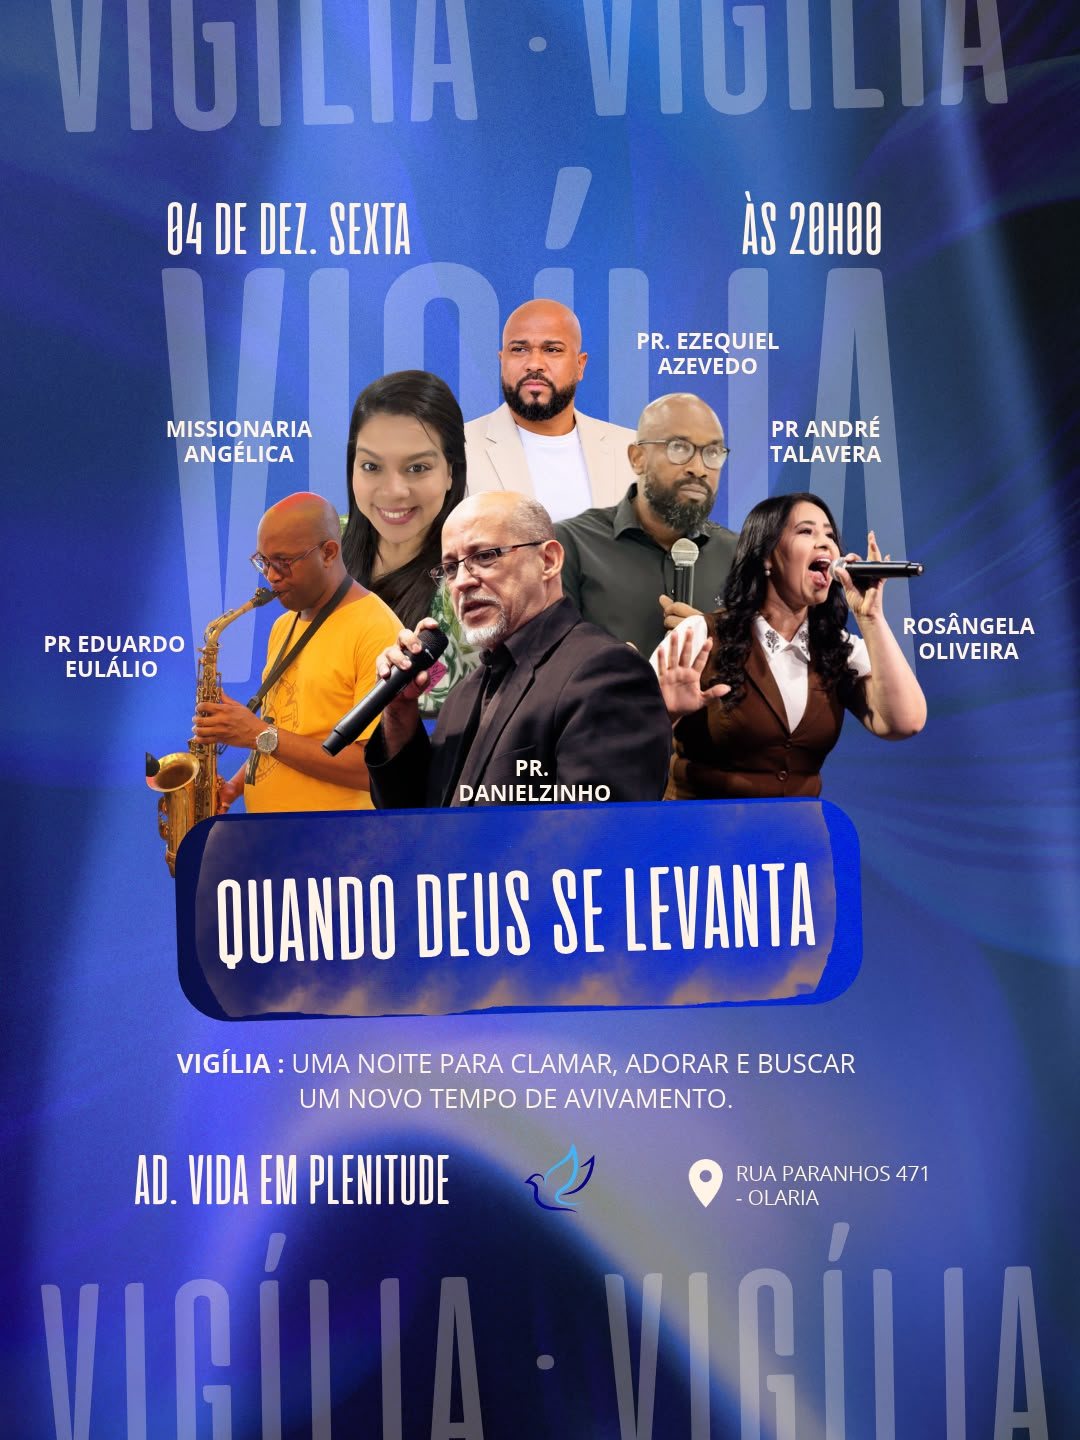 VIGÍLIA · VIGÍLIA
04 DE DEZ. SEXTA
ÀS 20H00
VIGÍLIA
PR. EZEQUIEL
AZEVEDO
MISSIONARIA
ANGÉLICA
PR ANDRÉ
TALAVERA
PR EDUARDO
EULÁLIO
ROSÂNGELA
OLIVEIRA
PR.
DANIELZINHO
QUANDO DEUS SE LEVANTA
VIGÍLIA : UMA NOITE PARA CLAMAR, ADORAR E BUSCAR
UM NOVO TEMPO DE AVIVAMENTO.
AD. VIDA EM PLENITUDE
RUA PARANHOS 471
- OLARIA
VIGÍLIA · VIGÍLIA